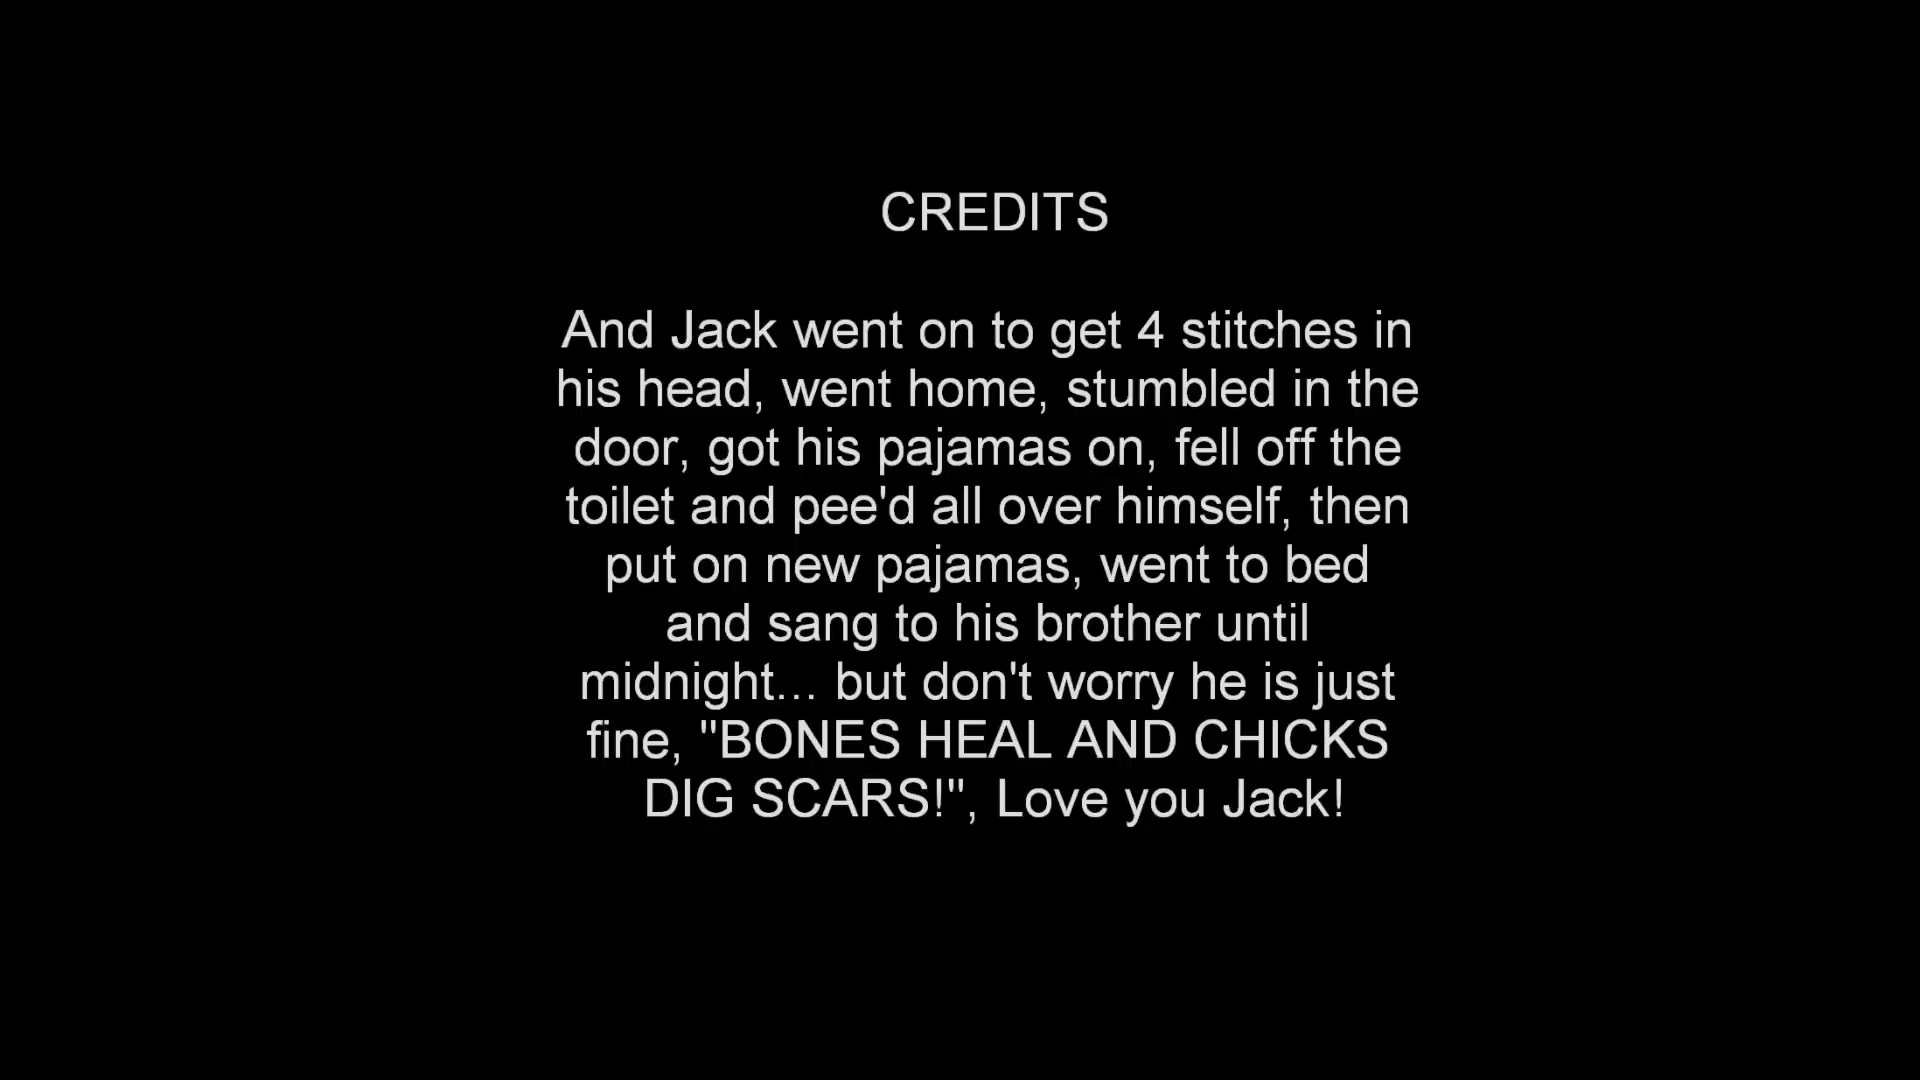 CREDITS
And Jack went on to get 4 stitches in
his head, went home, stumbled in the
door, got his pajamas on, fell off the
toilet and pee'd all over himself, then
put on new pajamas, went to bed
and sang to his brother until
midnight... but don't worry he is just
fine, "BONES HEAL AND CHICKS
DIG SCARS!", Love you Jack!